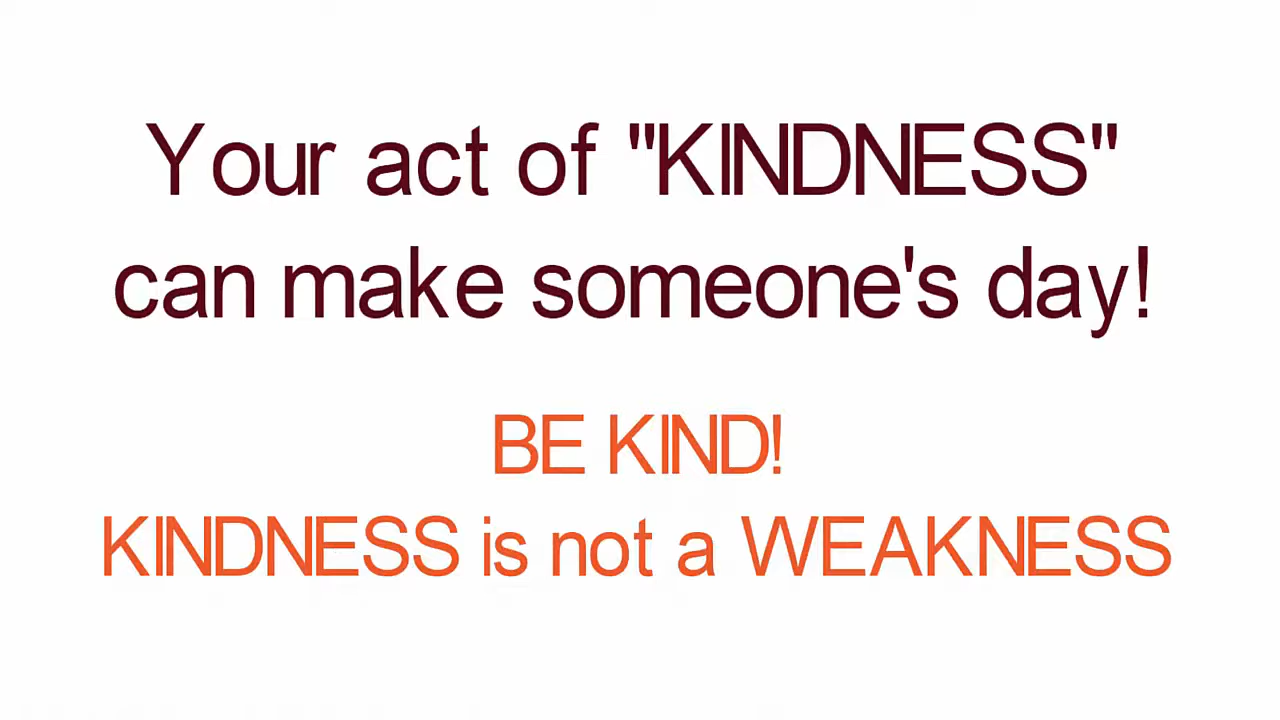 Your act of "KINDNESS"
can make someone's day!
BE KIND!
KINDNESS is not a WEAKNESS